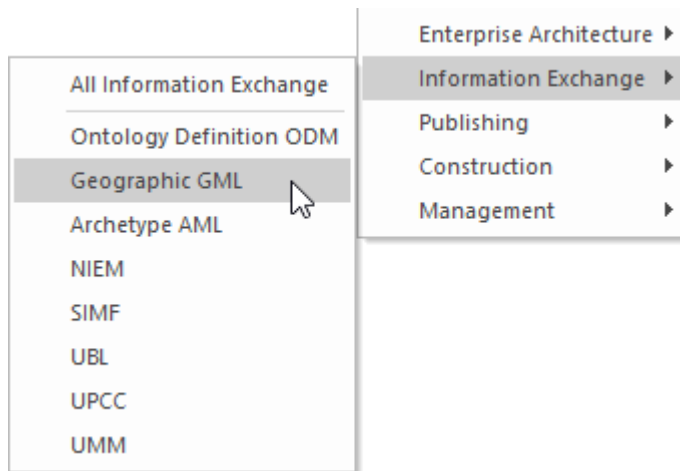 Enterprise Architecture
Information Exchange
Publishing
Construction
Management
All Information Exchange
Ontology Definition ODM
Geographic GML
Archetype AML
NIEM
SIMF
UBL
UPCC
UMM